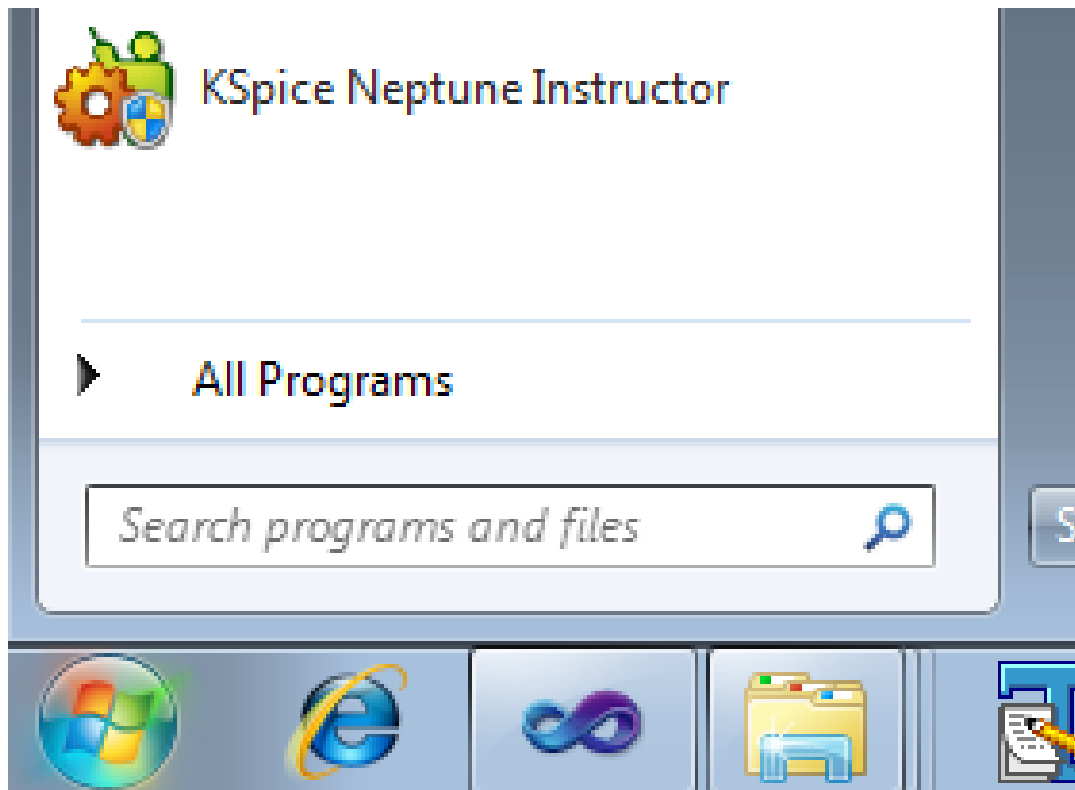 KSpice Neptune Instructor
All Programs
Search programs and files